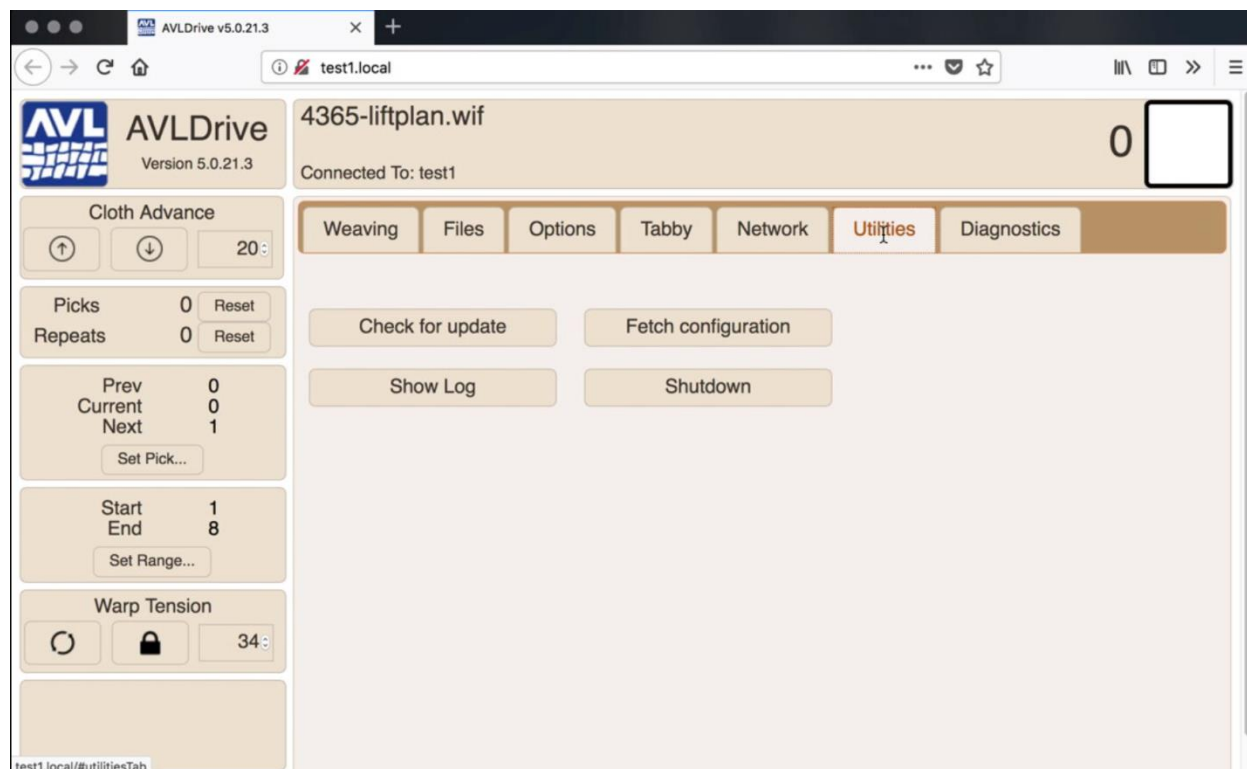 AVLDrive v5.0.21.3
test1.local
AVL
AVLDrive
Version 5.0.21.3
4365-liftplan.wif
Connected To: test1
0
Cloth Advance
20
Picks 0 Reset
Repeats 0 Reset
Prev 0
Current 0
Next 1
Set Pick...
Start 1
End 8
Set Range...
Warp Tension
34
Weaving Files Options Tabby Network Utilities Diagnostics
Check for update Fetch configuration
Show Log Shutdown
test1.local/#utilitiesTab